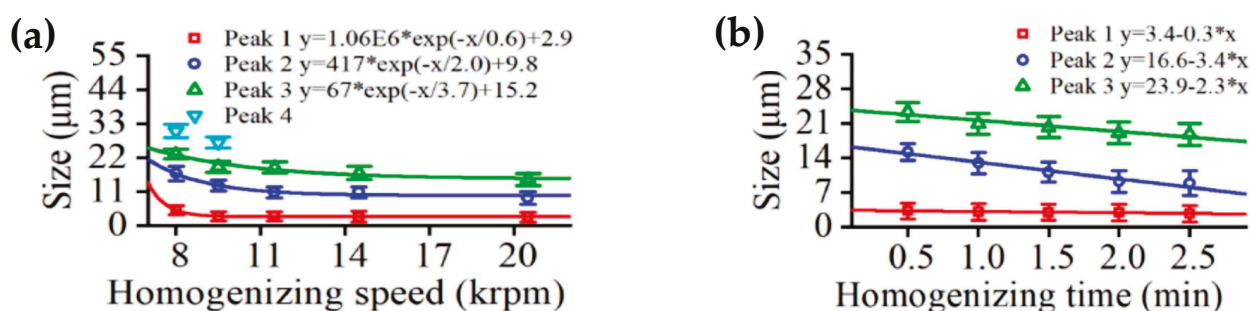 (a)
Peak 1 y=1.06E6*exp(-x/0.6)+2.9
Peak 2 y=417*exp(-x/2.0)+9.8
Peak 3 y=67*exp(-x/3.7)+15.2
Peak 4
Size (μm)
55
44
33
22
11
0
8 11 14 17 20
Homogenizing speed (krpm)
(b)
Peak 1 y=3.4-0.3*x
Peak 2 y=16.6-3.4*x
Peak 3 y=23.9-2.3*x
Size (μm)
35
28
21
14
7
0
0.5 1.0 1.5 2.0 2.5
Homogenizing time (min)